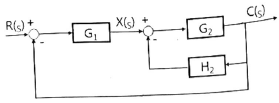 R(s) + - G₁ X(s) + - G₂ C(s)
H₂